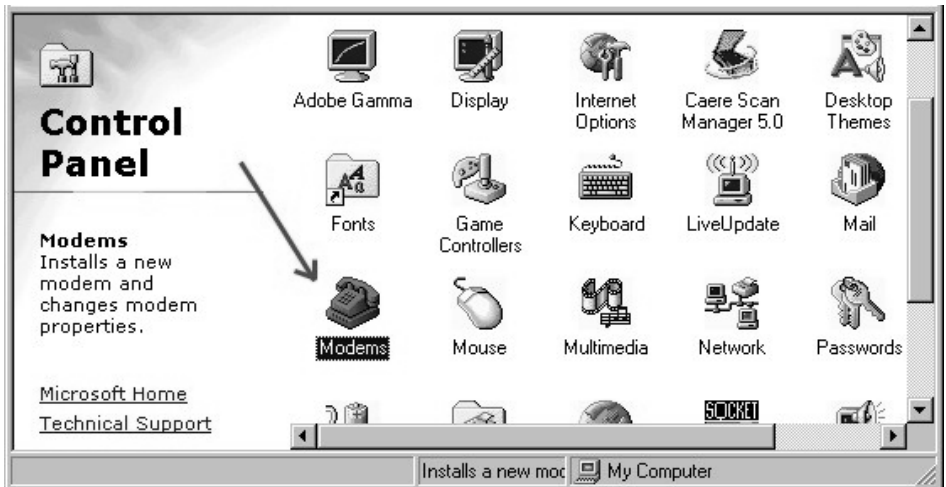 Control
Panel
Modems
Installs a new
modem and
changes modem
properties.
Microsoft Home
Technical Support
Adobe Gamma
Display
Internet
Options
Caere Scan
Manager 5.0
Desktop
Themes
Fonts
Game
Controllers
Keyboard
LiveUpdate
Mail
Modems
Mouse
Multimedia
Network
Passwords
SOCKET
Installs a new moc
My Computer